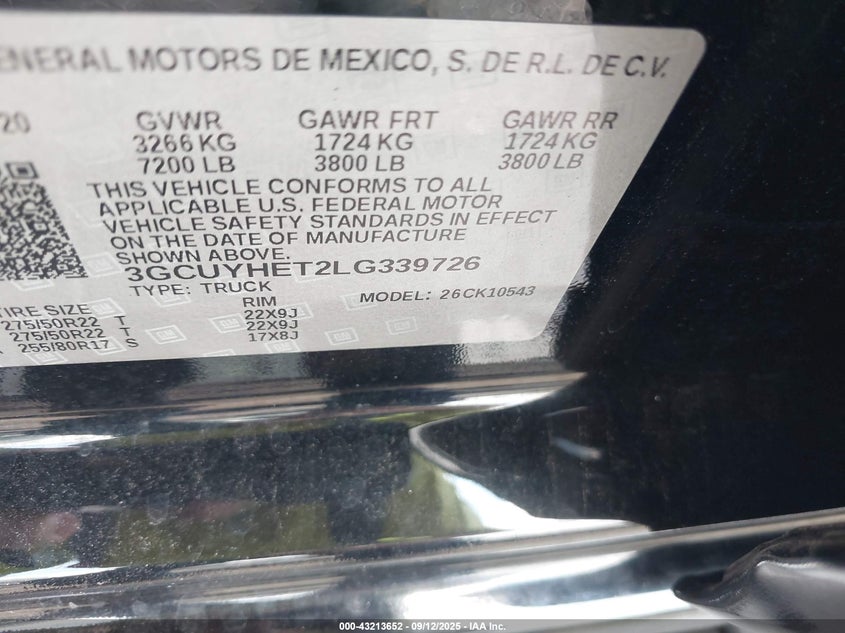 ENERAL MOTORS DE MEXICO, S. DE R.L. DE C.V.
20
GVWR GAWR FRT GAWR RR
3266 KG 1724 KG 1724 KG
7200 LB 3800 LB 3800 LB
THIS VEHICLE CONFORMS TO ALL
APPLICABLE U.S. FEDERAL MOTOR
VEHICLE SAFETY STANDARDS IN EFFECT
ON THE DATE OF MANUFACTURE
SHOWN ABOVE.
3GCUYHET2LG339726
TYPE: TRUCK MODEL: 26CK10543
TIRE SIZE RIM
275/50R22 T 22X9J
275/50R22 T 22X9J
255/80R17 S 17X8J
000-43213652 - 09/12/2025 - IAA Inc.